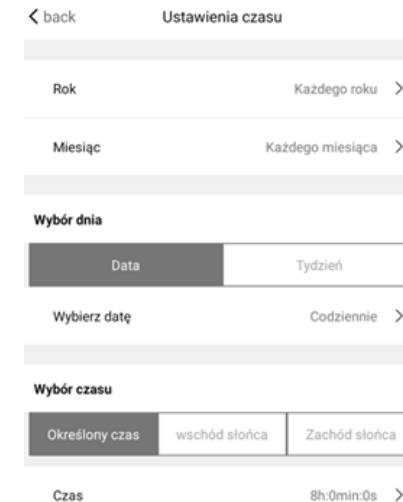 back Ustawienia czasu
Rok Każdego roku
Miesiąc Każdego miesiąca
Wybór dnia
Data Tydzień
Wybierz datę Codziennie
Wybór czasu
Określony czas wschód słońca Zachód słońca
Czas 8h:0min:0s